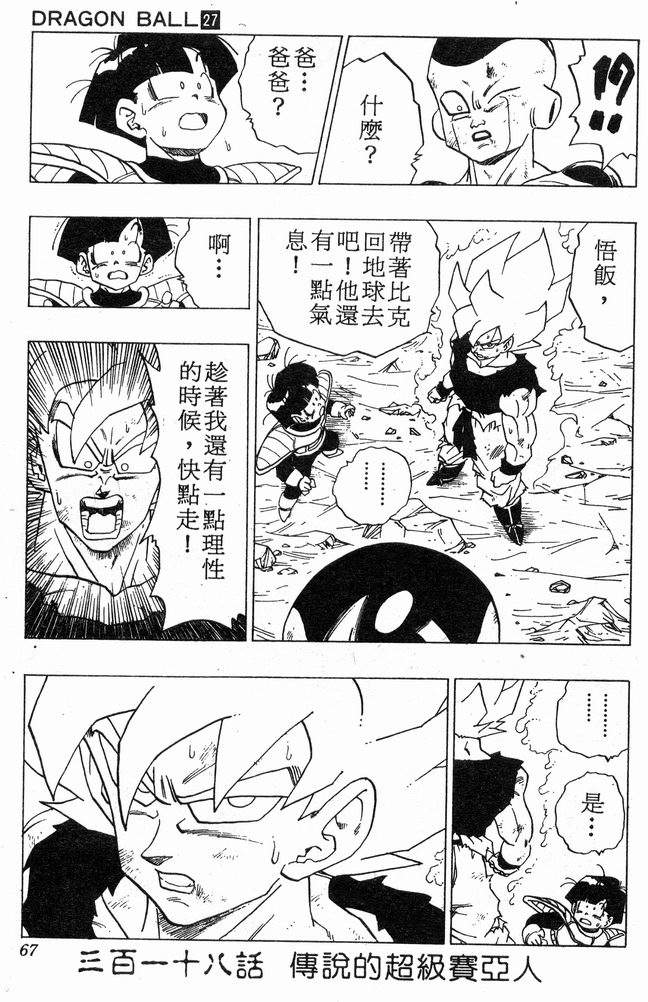 DRAGON BALL 27
!?!!
什麼?
爸…
爸爸?
悟飯,
帶著比克
回地球去
吧!他還
有一點氣
息!
……
啊…
趁著我還有一點理性
的時候,快點走!
……
是…
67
三百一十八話 傳說的超級賽亞人